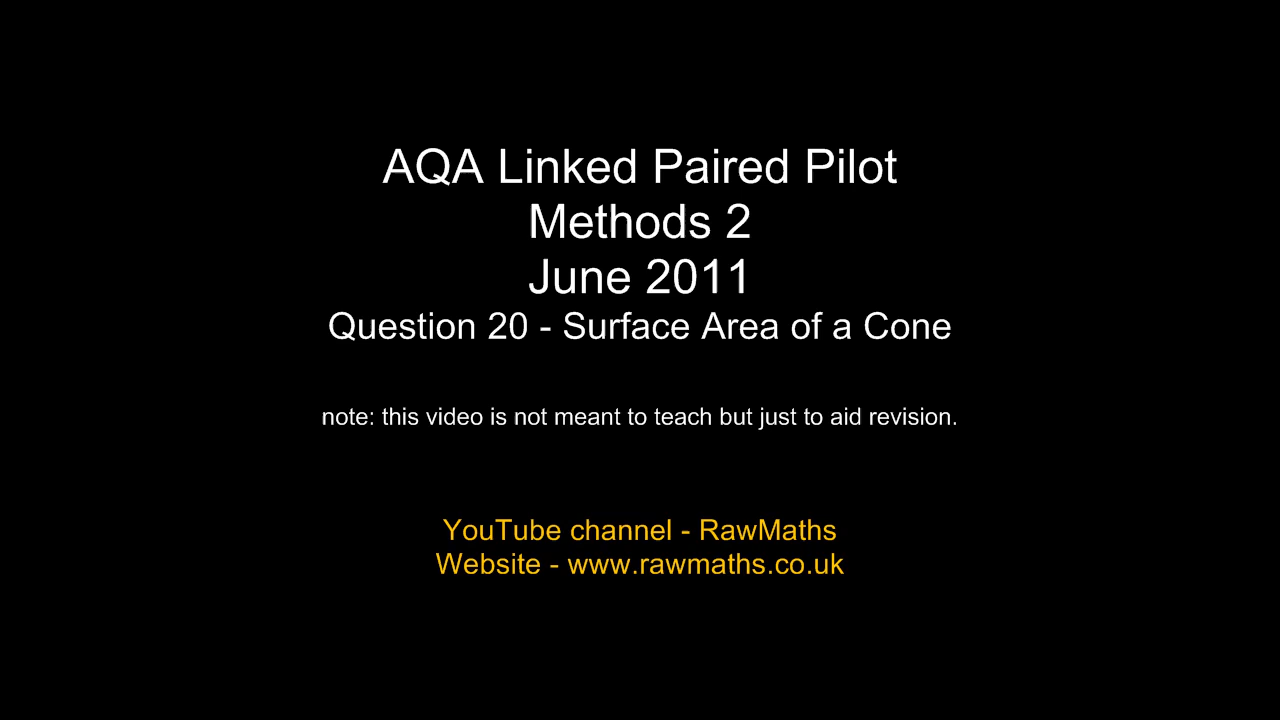 AQA Linked Paired Pilot
Methods 2
June 2011
Question 20 - Surface Area of a Cone
note: this video is not meant to teach but just to aid revision.
YouTube channel - RawMaths
Website - www.rawmaths.co.uk